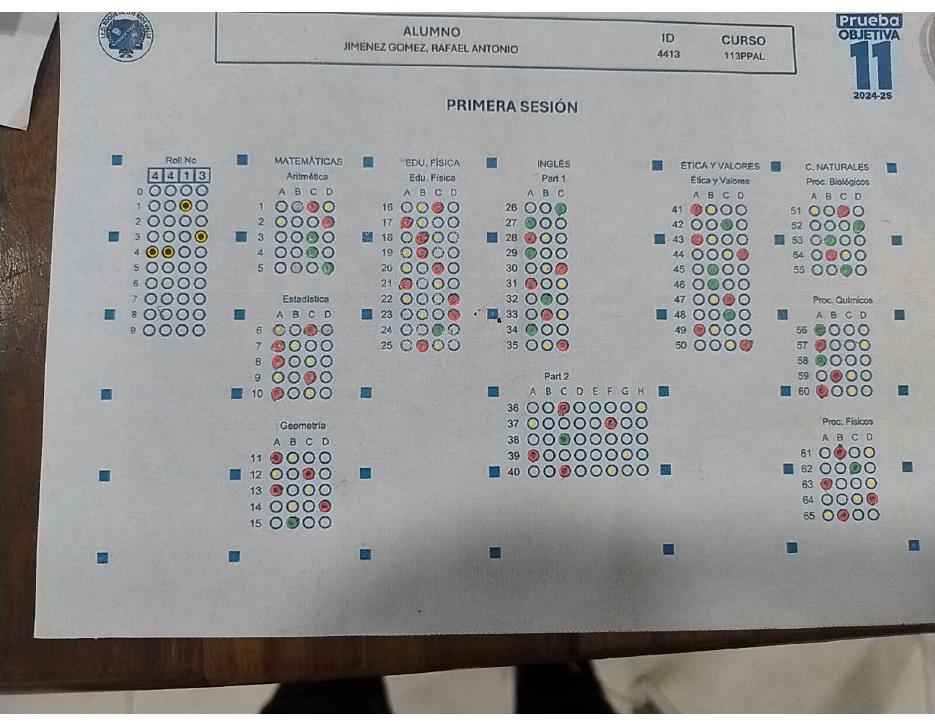 ALUMNO
JIMENEZ GOMEZ, RAFAEL ANTONIO
ID
4413
CURSO
113PPAL
Prueba
OBJETIVA
11
2024-25
PRIMERA SESIÓN
Roll No
4 4 1 3
0
1
2
3
4
5
6
7
8
9
MATEMÁTICAS
Aritmética
A B C D
1
2
3
4
5
Estadística
A B C D
6
7
8
9
10
Geometría
A B C D
11
12
13
14
15
EDU. FÍSICA
Edu. Física
A B C D
16
17
18
19
20
21
22
23
24
25
INGLÉS
Part 1
A B C
26
27
28
29
30
31
32
33
34
35
Part 2
A B C D E F G H
36
37
38
39
40
ÉTICA Y VALORES
Ética y Valores
A B C D
41
42
43
44
45
46
47
48
49
50
C. NATURALES
Proc. Biológicos
A B C D
51
52
53
54
55
Proc. Químicos
A B C D
56
57
58
59
60
Proc. Físicos
A B C D
61
62
63
64
65